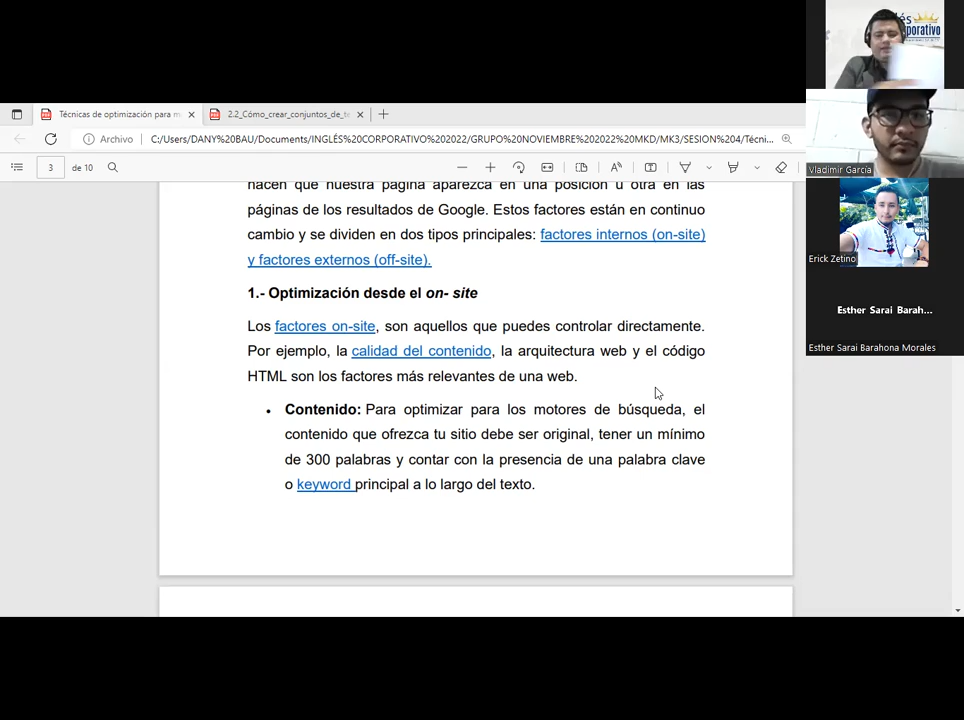 Técnicas de optimización para m
2.2_Cómo_crear_conjuntos_de_t
Archivo
C:/Users/DANY%20BAU/Documents/INGLÉS%20CORPORATIVO%202022/GRUPO%20NOVIEMBRE%202022%20MKD/MK3/SESION%204/Técni...
3
de 10
hacen que nuestra página aparezca en una posición u otra en las
páginas de los resultados de Google. Estos factores están en continuo
cambio y se dividen en dos tipos principales: factores internos (on-site)
y factores externos (off-site).
1.- Optimización desde el on- site
Los factores on-site, son aquellos que puedes controlar directamente.
Por ejemplo, la calidad del contenido, la arquitectura web y el código
HTML son los factores más relevantes de una web.
• Contenido: Para optimizar para los motores de búsqueda, el
contenido que ofrezca tu sitio debe ser original, tener un mínimo
de 300 palabras y contar con la presencia de una palabra clave
o keyword principal a lo largo del texto.
és
porativo
Vladimir García
Erick Zetino
Esther Sarai Barah...
Esther Sarai Barahona Morales